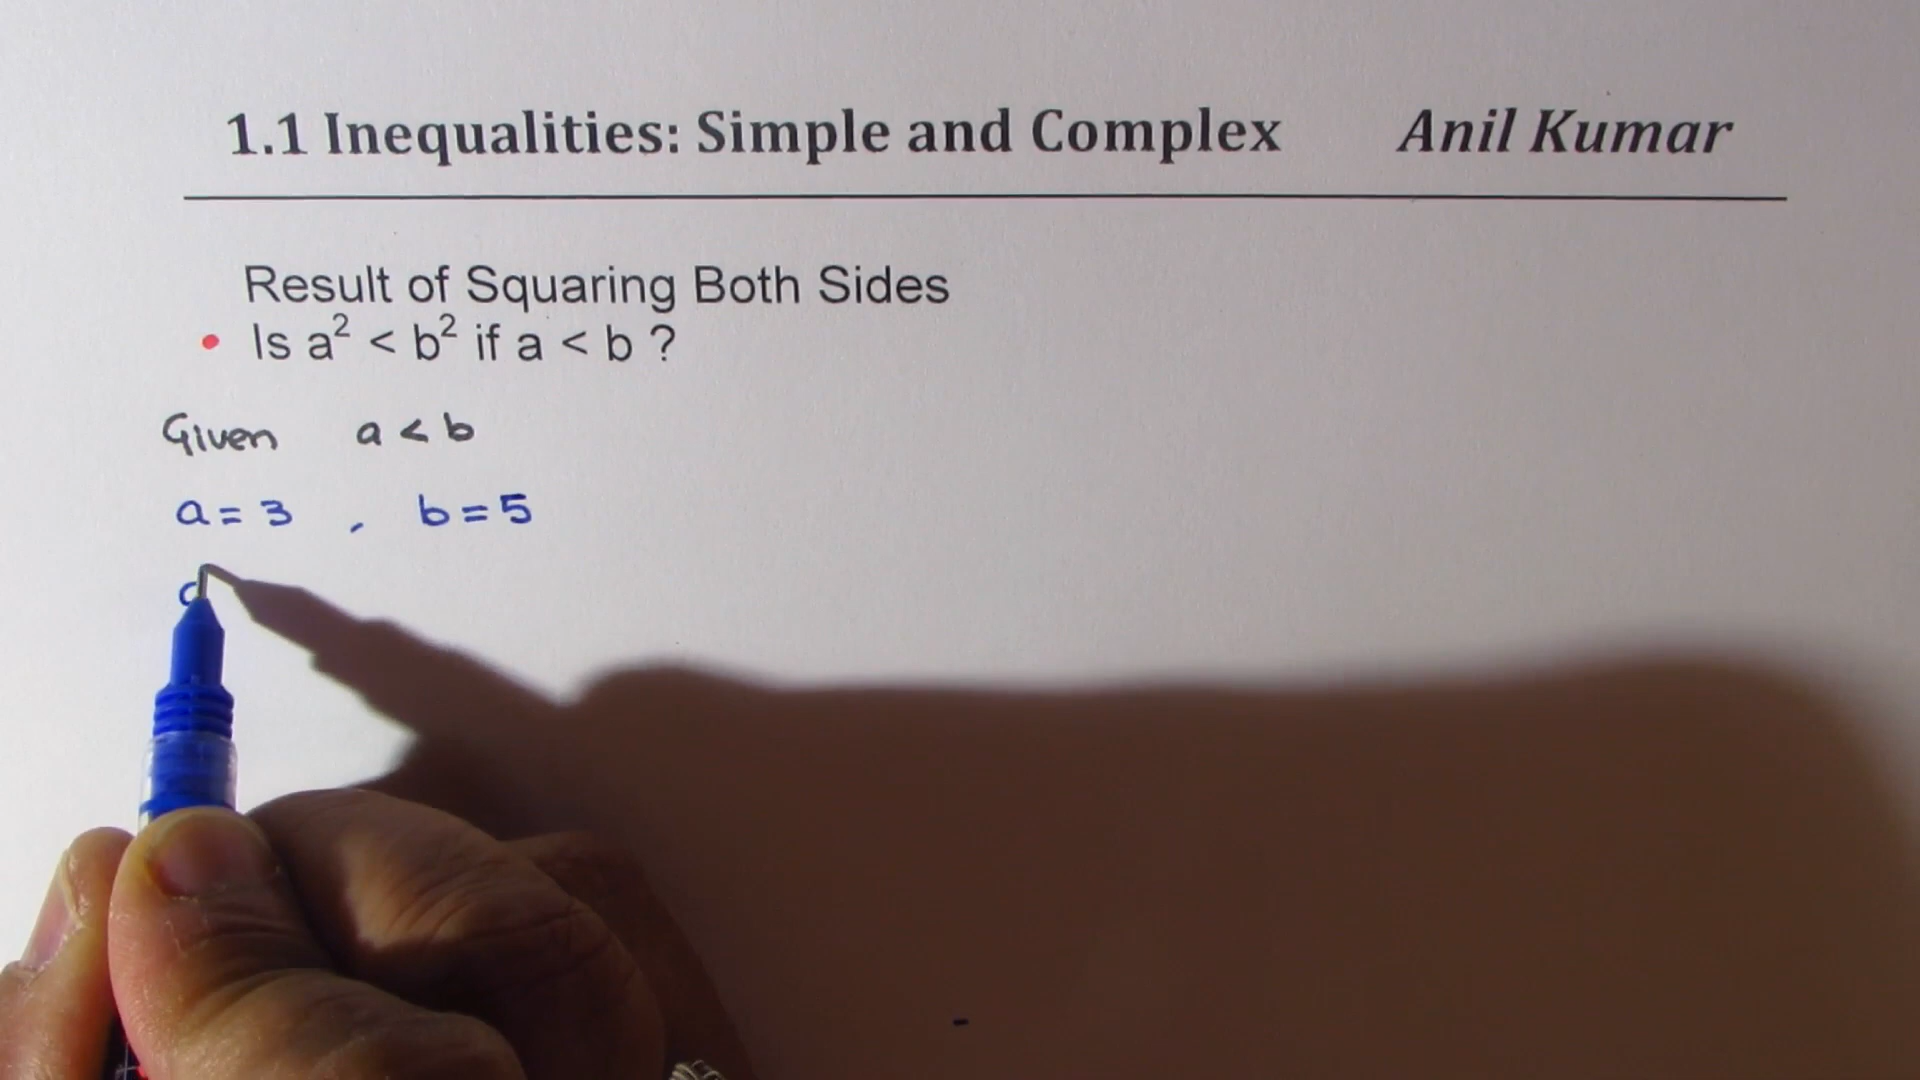 1.1 Inequalities: Simple and Complex Anil Kumar
Result of Squaring Both Sides
• Is a² < b² if a < b ?
Given a < b
a = 3 , b = 5